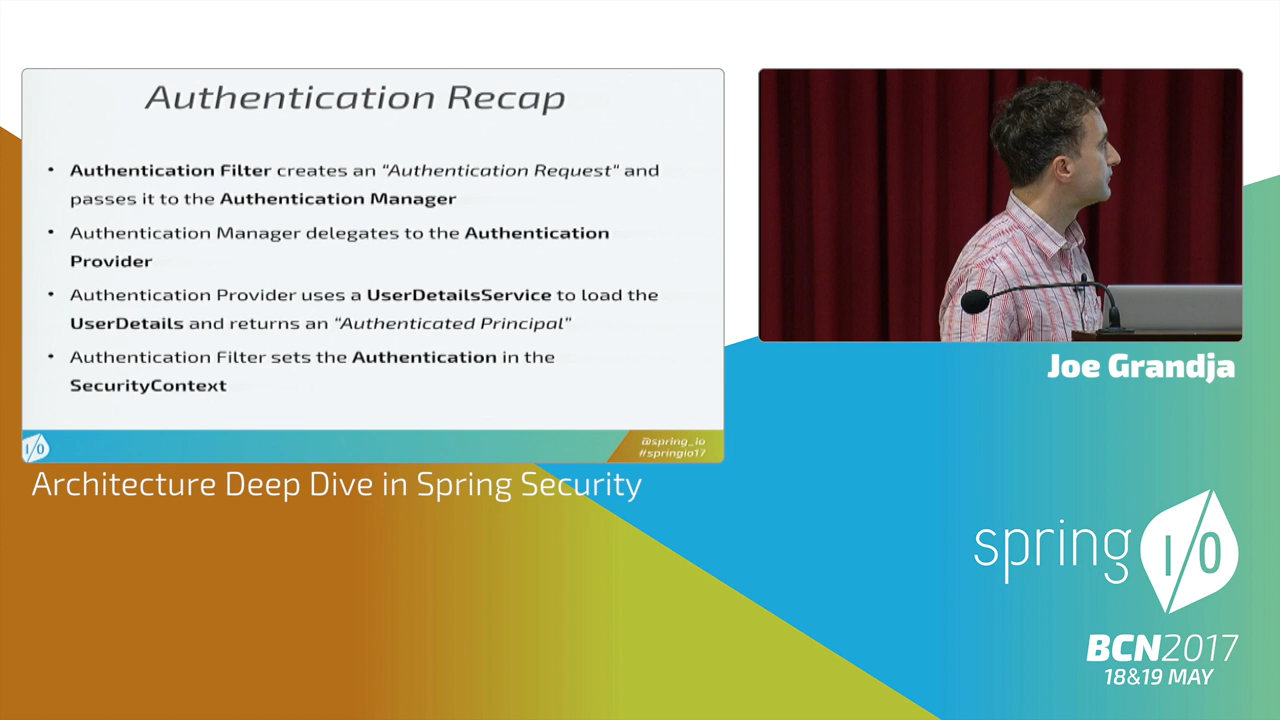 Authentication Recap
• Authentication Filter creates an “Authentication Request“ and
passes it to the Authentication Manager
• Authentication Manager delegates to the Authentication
Provider
• Authentication Provider uses a UserDetailsService to load the
UserDetails and returns an “Authenticated Principal”
• Authentication Filter sets the Authentication in the
SecurityContext
I/O
@spring_io
#springio17
Joe Grandja
Architecture Deep Dive in Spring Security
spring I/O
BCN2017
18&19 MAY